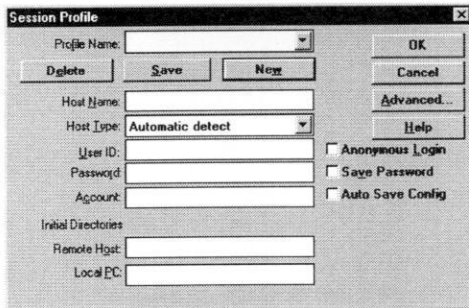 Session Profile
Profile Name:
OK
Delete Save New
Cancel
Host Name:
Advanced...
Host Type: Automatic detect
Help
User ID:
Anonymous Login
Password:
Save Password
Account:
Auto Save Config
Initial Directories
Remote Host:
Local PC: